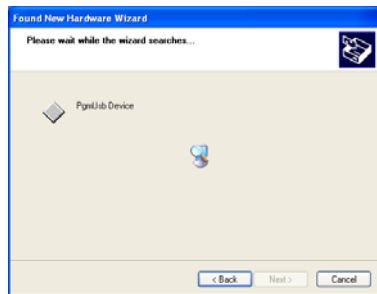 Found New Hardware Wizard
Please wait while the wizard searches...
PgmUsb Device
< Back
Next >
Cancel